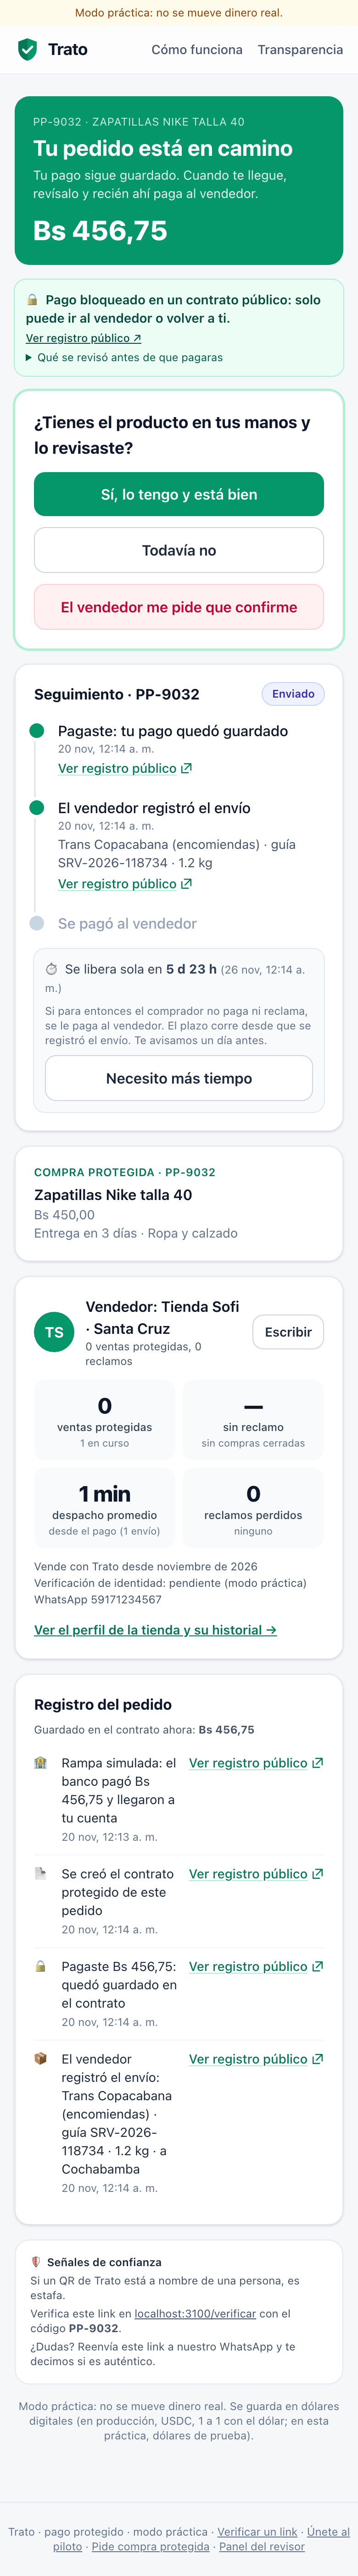 Modo práctica: no se mueve dinero real.
Trato
Cómo funciona
Transparencia
PP-9032 · ZAPATILLAS NIKE TALLA 40
Tu pedido está en camino
Tu pago sigue guardado. Cuando te llegue,
revísalo y recién ahí paga al vendedor.
Bs 456,75
Pago bloqueado en un contrato público: solo
puede ir al vendedor o volver a ti.
Ver registro público ↗
▶ Qué se revisó antes de que pagaras
¿Tienes el producto en tus manos y
lo revisaste?
Sí, lo tengo y está bien
Todavía no
El vendedor me pide que confirme
Seguimiento · PP-9032
Enviado
Pagaste: tu pago quedó guardado
20 nov, 12:14 a. m.
Ver registro público
El vendedor registró el envío
20 nov, 12:14 a. m.
Trans Copacabana (encomiendas) · guía
SRV-2026-118734 · 1.2 kg
Ver registro público
Se pagó al vendedor
Se libera sola en 5 d 23 h (26 nov, 12:14 a.
m.)
Si para entonces el comprador no paga ni reclama,
se le paga al vendedor. El plazo corre desde que se
registró el envío. Te avisamos un día antes.
Necesito más tiempo
COMPRA PROTEGIDA · PP-9032
Zapatillas Nike talla 40
Bs 450,00
Entrega en 3 días · Ropa y calzado
TS
Vendedor: Tienda Sofi
· Santa Cruz
0 ventas protegidas, 0
reclamos
Escribir
0
ventas protegidas
1 en curso
—
sin reclamo
sin compras cerradas
1 min
despacho promedio
desde el pago (1 envío)
0
reclamos perdidos
ninguno
Vende con Trato desde noviembre de 2026
Verificación de identidad: pendiente (modo práctica)
WhatsApp 59171234567
Ver el perfil de la tienda y su historial →
Registro del pedido
Guardado en el contrato ahora: Bs 456,75
Rampa simulada: el
banco pagó Bs
456,75 y llegaron a
tu cuenta
20 nov, 12:13 a. m.
Ver registro público
Se creó el contrato
protegido de este
pedido
20 nov, 12:14 a. m.
Ver registro público
Pagaste Bs 456,75:
quedó guardado en
el contrato
20 nov, 12:14 a. m.
Ver registro público
El vendedor
registró el envío:
Trans Copacabana
(encomiendas) ·
guía SRV-2026-
118734 · 1.2 kg · a
Cochabamba
20 nov, 12:14 a. m.
Ver registro público
Señales de confianza
Si un QR de Trato está a nombre de una persona, es
estafa.
Verifica este link en localhost:3100/verificar con el
código PP-9032.
¿Dudas? Reenvía este link a nuestro WhatsApp y te
decimos si es auténtico.
Modo práctica: no se mueve dinero real. Se guarda en dólares
digitales (en producción, USDC, 1 a 1 con el dólar; en esta
práctica, dólares de prueba).
Trato · pago protegido · modo práctica · Verificar un link · Únete al
piloto · Pide compra protegida · Panel del revisor